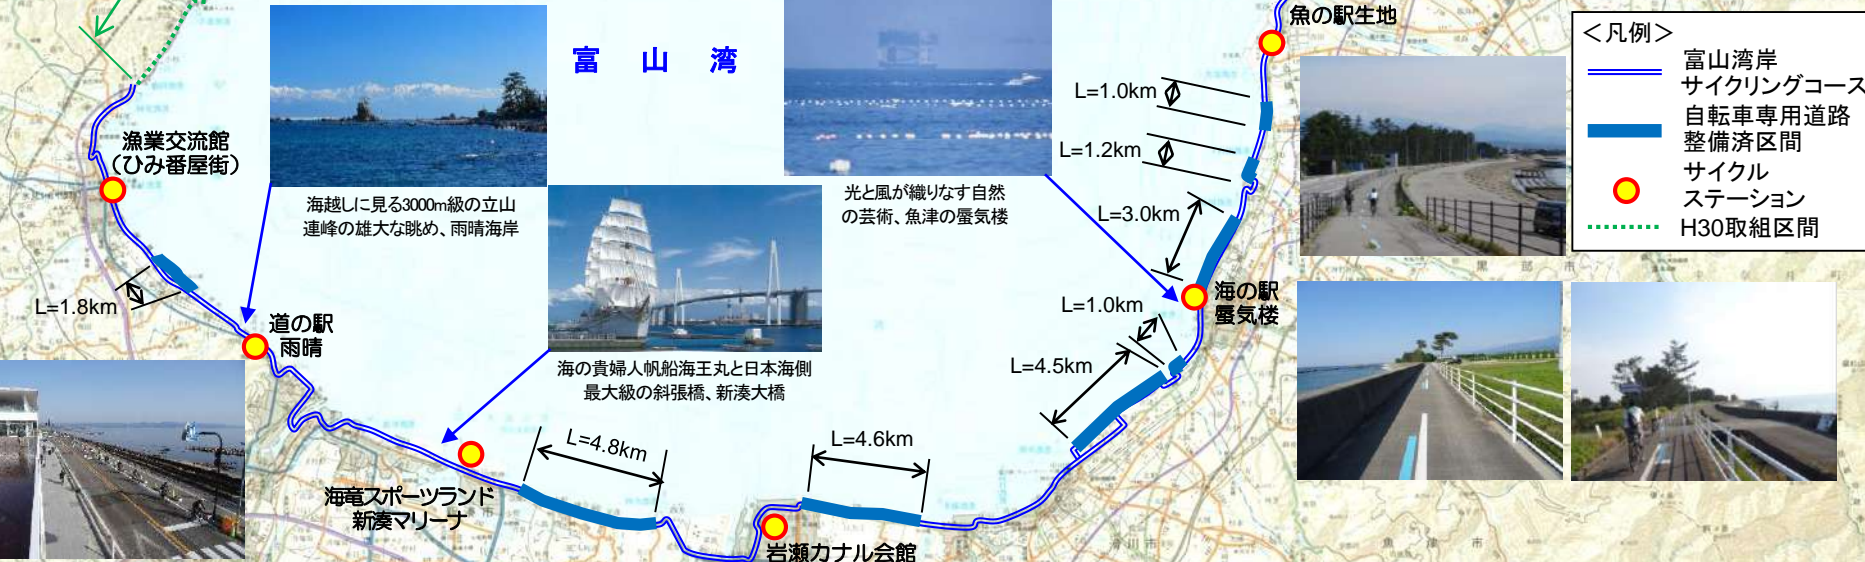 富山湾
魚の駅生地
＜凡例＞
富山湾岸
サイクリングコース
自転車専用道路
整備済区間
サイクル
ステーション
H30取組区間
漁業交流館
（ひみ番屋街）
海越しに見る3000m級の立山
連峰の雄大な眺め、雨晴海岸
光と風が織りなす自然
の芸術、魚津の蜃気楼
L=1.0km
L=1.2km
L=3.0km
海の駅
蜃気楼
L=1.0km
L=4.5km
L=1.8km
道の駅
雨晴
海の貴婦人帆船海王丸と日本海側
最大級の斜張橋、新湊大橋
L=4.8km
L=4.6km
海竜スポーツランド
新湊マリーナ
岩瀬カナル会館
黒部市
滑川市
魚津市